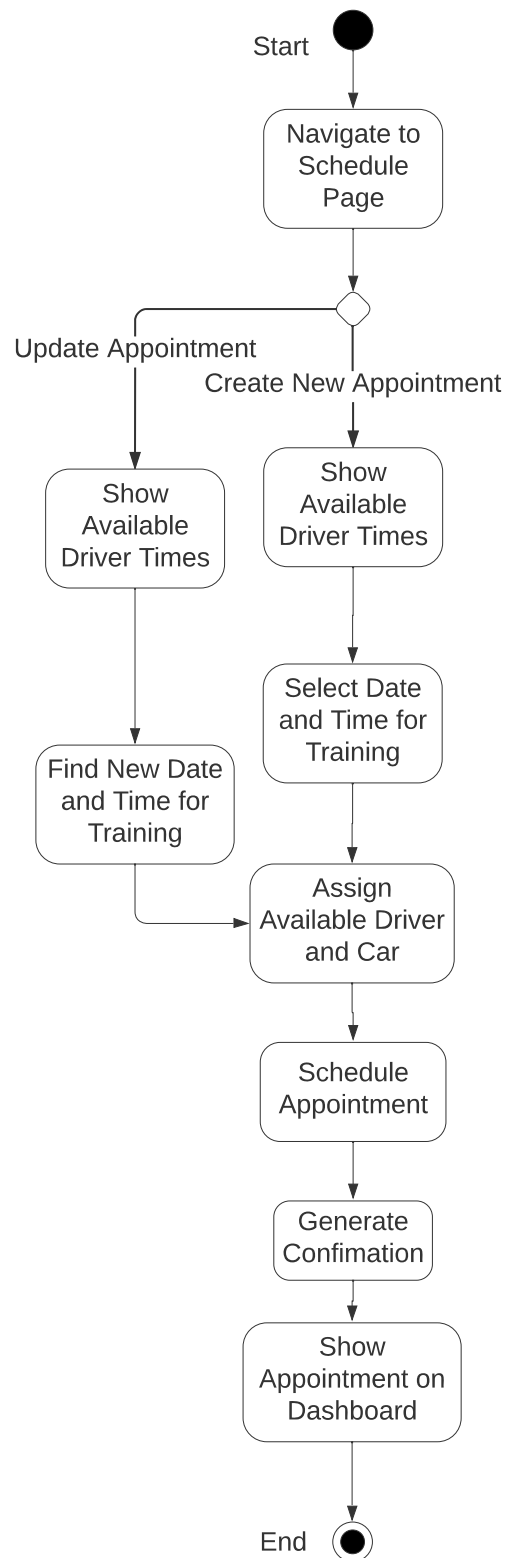 Start
Navigate to
Schedule
Page
Update Appointment
Create New Appointment
Show
Available
Driver Times
Show
Available
Driver Times
Select Date
and Time for
Training
Find New Date
and Time for
Training
Assign
Available Driver
and Car
Schedule
Appointment
Generate
Confimation
Show
Appointment on
Dashboard
End